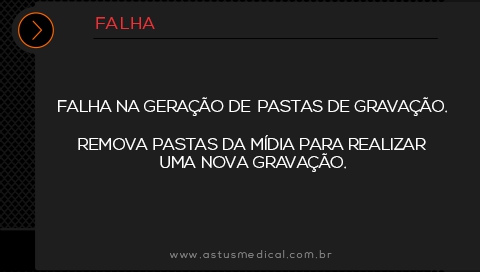 FALHA
FALHA NA GERAÇÃO DE PASTAS DE GRAVAÇÃO.
REMOVA PASTAS DA MÍDIA PARA REALIZAR
UMA NOVA GRAVAÇÃO.
www.astusmedical.com.br